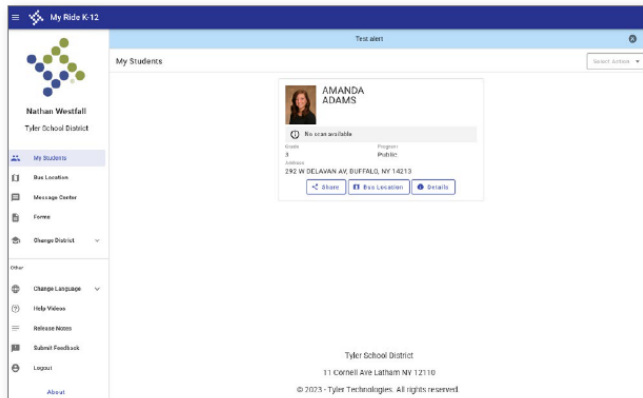 My Ride K-12
Test alert
My Students
Select Action
Nathan Westfall
Tyler School District
My Students
Bus Location
Message Center
Forms
Change District
Other
Change Language
Help Videos
Release Notes
Submit Feedback
Logout
About
AMANDA
ADAMS
No scan available
Grade
Program
3
Public
Address
292 W DELAVAN AV, BUFFALO, NY 14213
Share
Bus Location
Details
Tyler School District
11 Cornell Ave Latham NY 12110
© 2023 - Tyler Technologies. All rights reserved